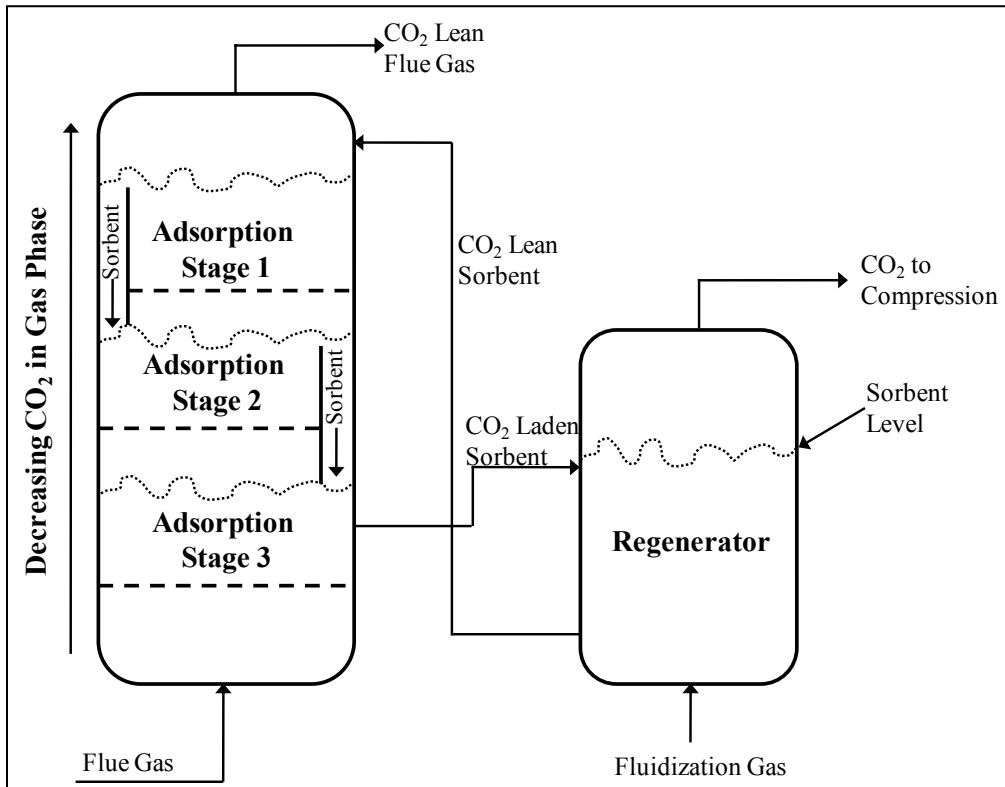 CO₂ Lean
Flue Gas
Decreasing CO₂ in Gas Phase
Sorbent
Adsorption
Stage 1
CO₂ Lean
Sorbent
CO₂ to
Compression
Adsorption
Stage 2
Sorbent
Sorbent
Level
CO₂ Laden
Sorbent
Adsorption
Stage 3
Regenerator
Flue Gas
Fluidization Gas